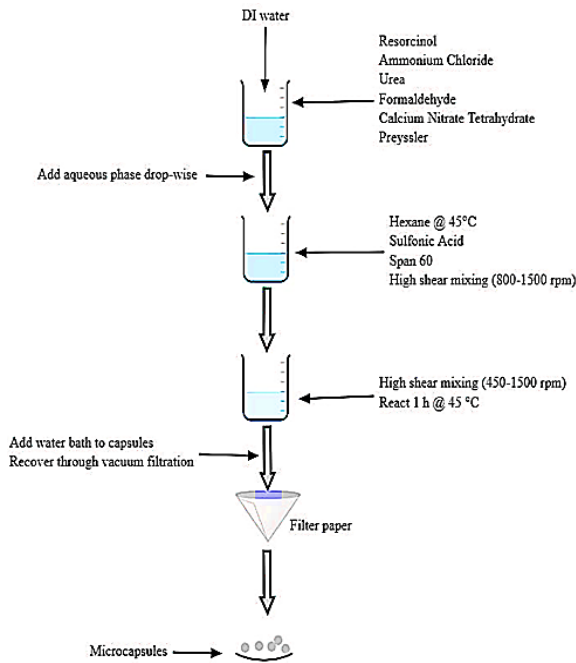 DI water
Resorcinol
Ammonium Chloride
Urea
Formaldehyde
Calcium Nitrate Tetrahydrate
Preyssler
Add aqueous phase drop-wise
Hexane @ 45°C
Sulfonic Acid
Span 60
High shear mixing (800-1500 rpm)
High shear mixing (450-1500 rpm)
React 1 h @ 45 °C
Add water bath to capsules
Recover through vacuum filtration
Filter paper
Microcapsules